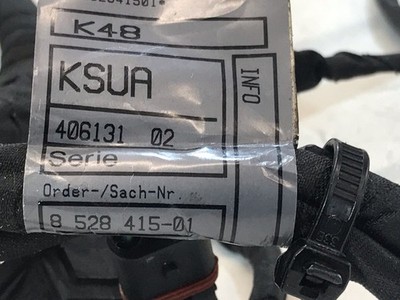 K48
KSUA
INFO
406131 02
Serie
Order-/Sach-Nr.
8 528 415-01